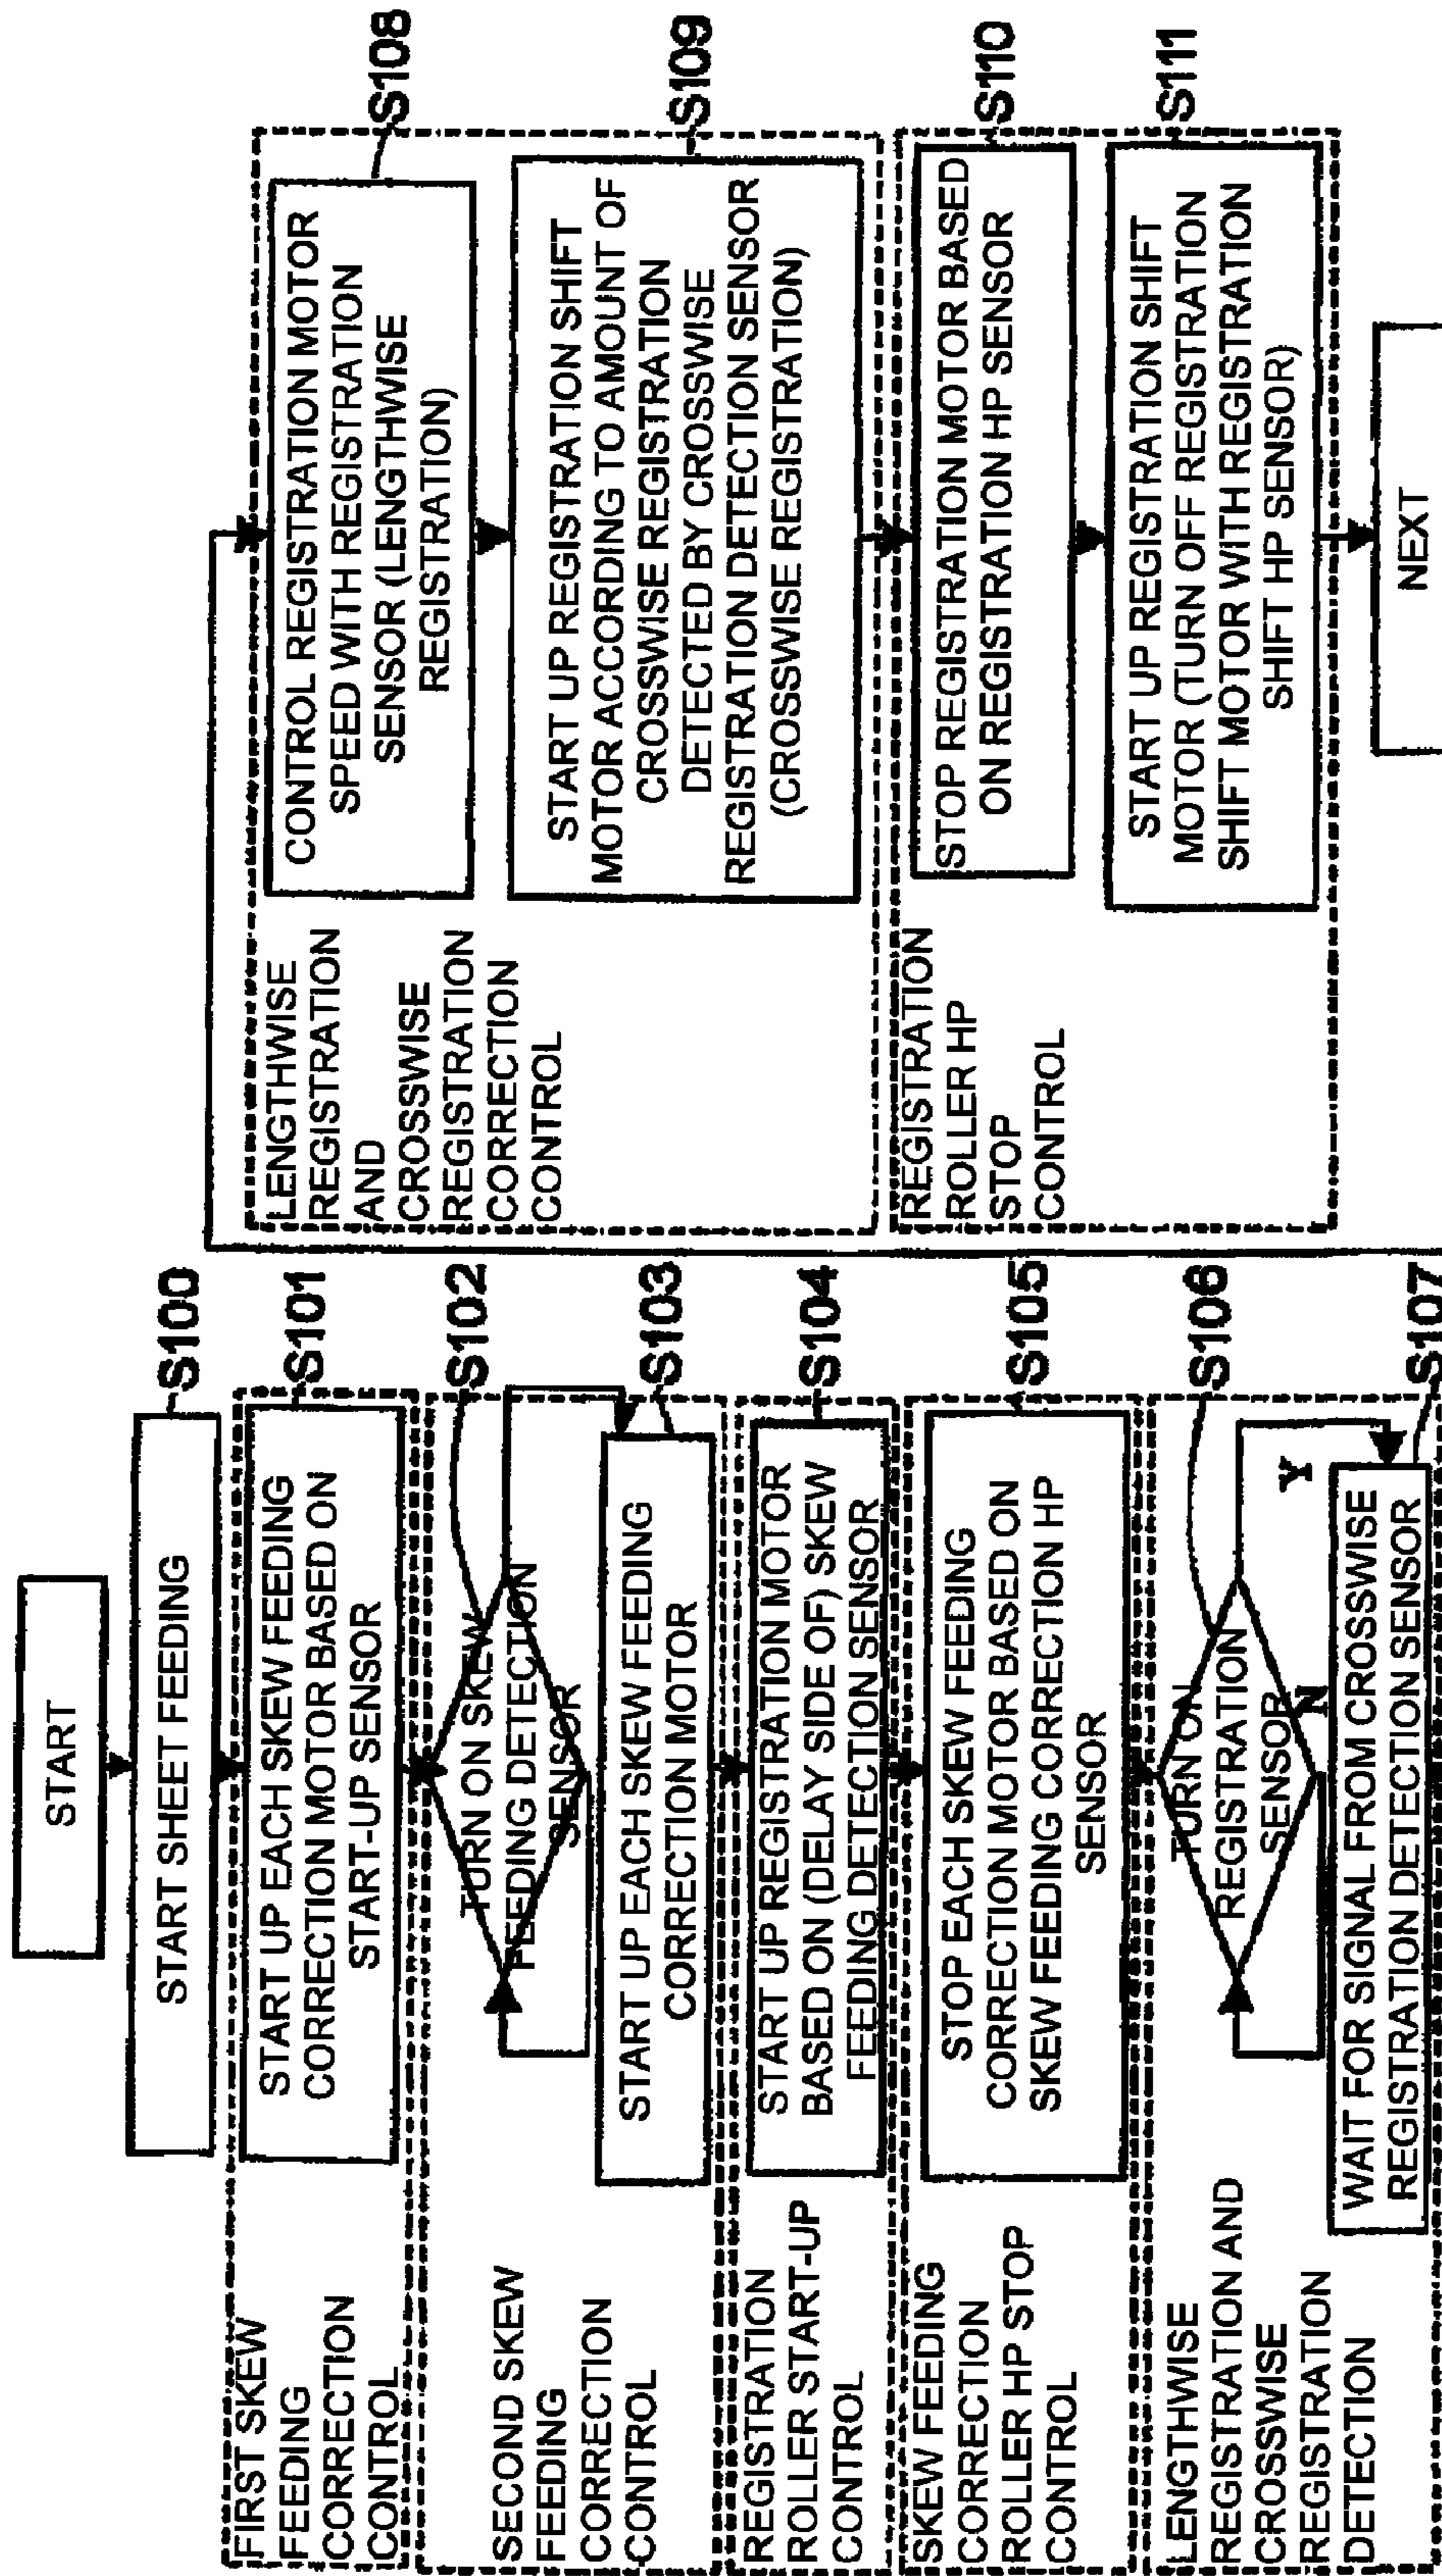 START
START SHEET FEEDING
S100
FIRST SKEW
FEEDING
CORRECTION
CONTROL
START UP EACH SKEW FEEDING
CORRECTION MOTOR BASED ON
START-UP SENSOR
S101
SECOND SKEW
FEEDING
CORRECTION
CONTROL
TURN ON SKEW
FEEDING DETECTION
SENSOR
S102
START UP EACH SKEW FEEDING
CORRECTION MOTOR
S103
REGISTRATION
ROLLER START-UP
CONTROL
START UP REGISTRATION MOTOR
BASED ON (DELAY SIDE OF) SKEW
FEEDING DETECTION SENSOR
S104
SKEW FEEDING
CORRECTION
ROLLER HP STOP
CONTROL
STOP EACH SKEW FEEDING
CORRECTION MOTOR BASED ON
SKEW FEEDING CORRECTION HP
SENSOR
S105
LENGTHWISE
REGISTRATION AND
CROSSWISE
REGISTRATION
DETECTION
TURN ON
REGISTRATION
SENSOR
S106
N
Y
WAIT FOR SIGNAL FROM CROSSWISE
REGISTRATION DETECTION SENSOR
S107
LENGTHWISE
REGISTRATION
AND
CROSSWISE
REGISTRATION
CORRECTION
CONTROL
CONTROL REGISTRATION MOTOR
SPEED WITH REGISTRATION
SENSOR (LENGTHWISE
REGISTRATION)
S108
START UP REGISTRATION SHIFT
MOTOR ACCORDING TO AMOUNT OF
CROSSWISE REGISTRATION
DETECTED BY CROSSWISE
REGISTRATION DETECTION SENSOR
(CROSSWISE REGISTRATION)
S109
REGISTRATION
ROLLER HP
STOP
CONTROL
STOP REGISTRATION MOTOR BASED
ON REGISTRATION HP SENSOR
S110
START UP REGISTRATION SHIFT
MOTOR (TURN OFF REGISTRATION
SHIFT MOTOR WITH REGISTRATION
SHIFT HP SENSOR)
S111
NEXT